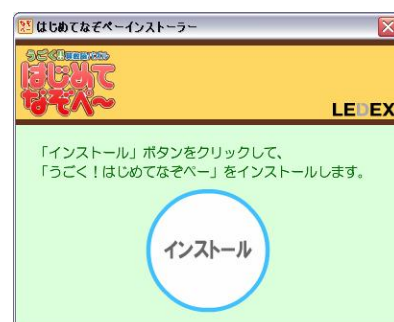 はじめてなぞぺーインストーラー
うごく!
はじめて
なぞペ〜
LEDEX
「インストール」ボタンをクリックして、
「うごく!はじめてなぞペー」をインストールします。
インストール